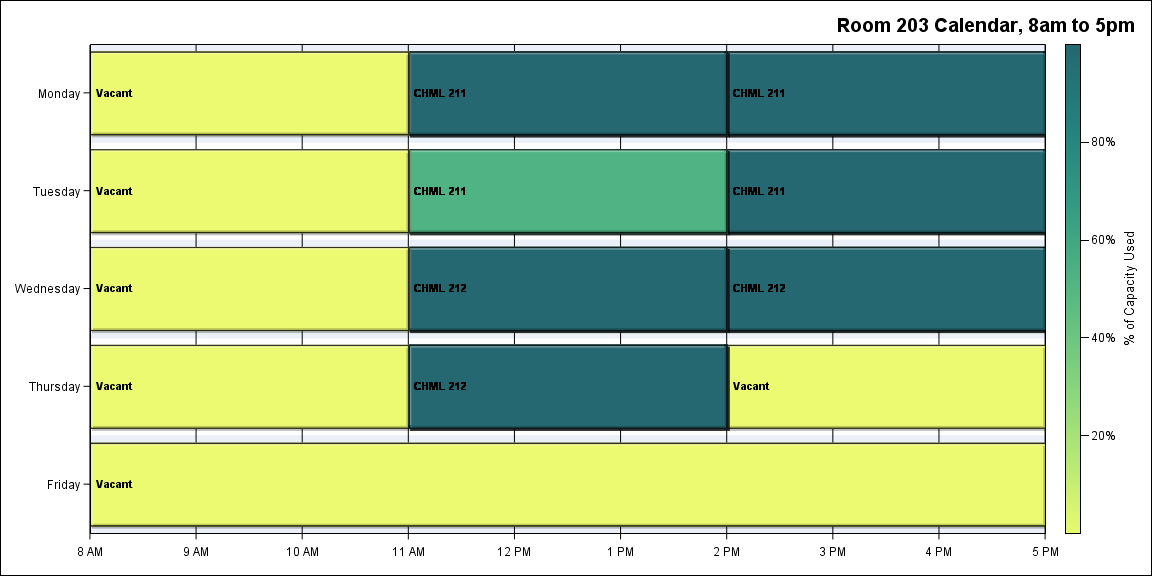 Room 203 Calendar, 8am to 5pm
Monday
Vacant
CHML 211
CHML 211
Tuesday
Vacant
CHML 211
CHML 211
Wednesday
Vacant
CHML 212
CHML 212
Thursday
Vacant
CHML 212
Vacant
Friday
Vacant
8 AM
9 AM
10 AM
11 AM
12 PM
1 PM
2 PM
3 PM
4 PM
5 PM
80%
60%
40%
20%
% of Capacity Used